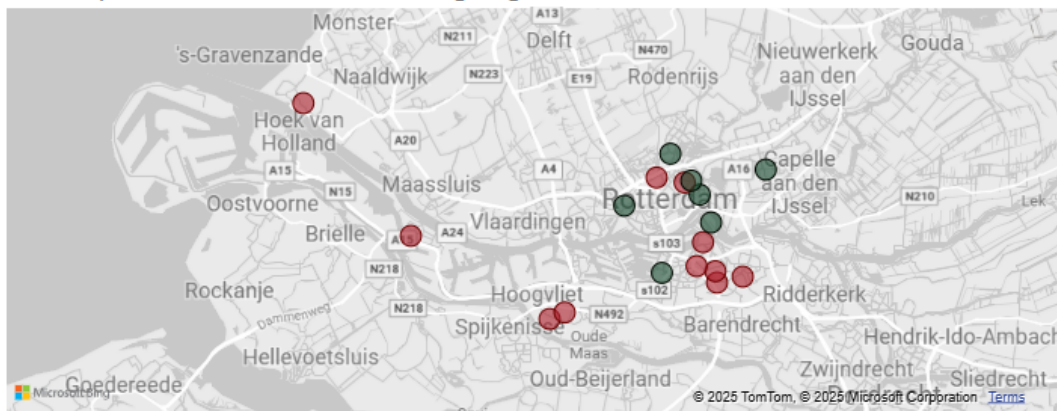 Monster
A13
N211
Delft
's-Gravenzande
Nieuwerkerk
aan den
IJssel
Gouda
N470
Naaldwijk
N223
E19
Rodenrijs
Hoek van
Holland
A20
A15
Maassluis
A4
A16
Capelle
aan den
IJssel
N15
Oostvoorne
Rotterdam
N210
Lek
Vlaardingen
Brielle
A15
A24
s103
N218
Rockanje
Hoogvliet
s102
Ridderkerk
Dammenweg
N218
Spijkenisse
N492
Barendrecht
Oude
Maas
Hendrik-Ido-Ambach
Hellevoetsluis
Zwijndrecht
Oud-Beijerland
Sliedrecht
Goedereede
Microsoft Bing
© 2025 TomTom, © 2025 Microsoft Corporation Terms